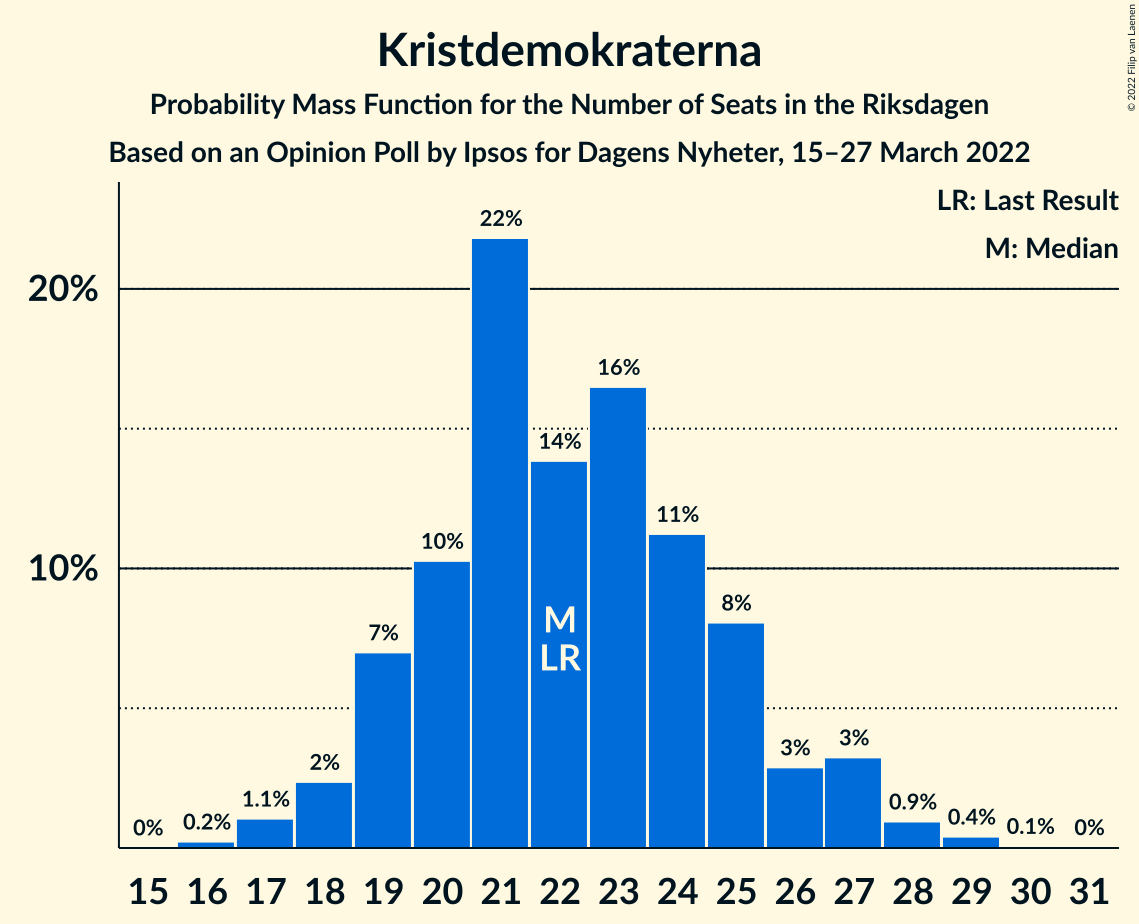 Kristdemokraterna
Probability Mass Function for the Number of Seats in the Riksdagen
Based on an Opinion Poll by Ipsos for Dagens Nyheter, 15–27 March 2022
© 2022 Filip van Laenen
LR: Last Result
M: Median
20%
10%
0%
0.2%
1.1%
2%
7%
10%
22%
14%
16%
11%
8%
3%
3%
0.9%
0.4%
0.1%
0%
M
LR
15 16 17 18 19 20 21 22 23 24 25 26 27 28 29 30 31